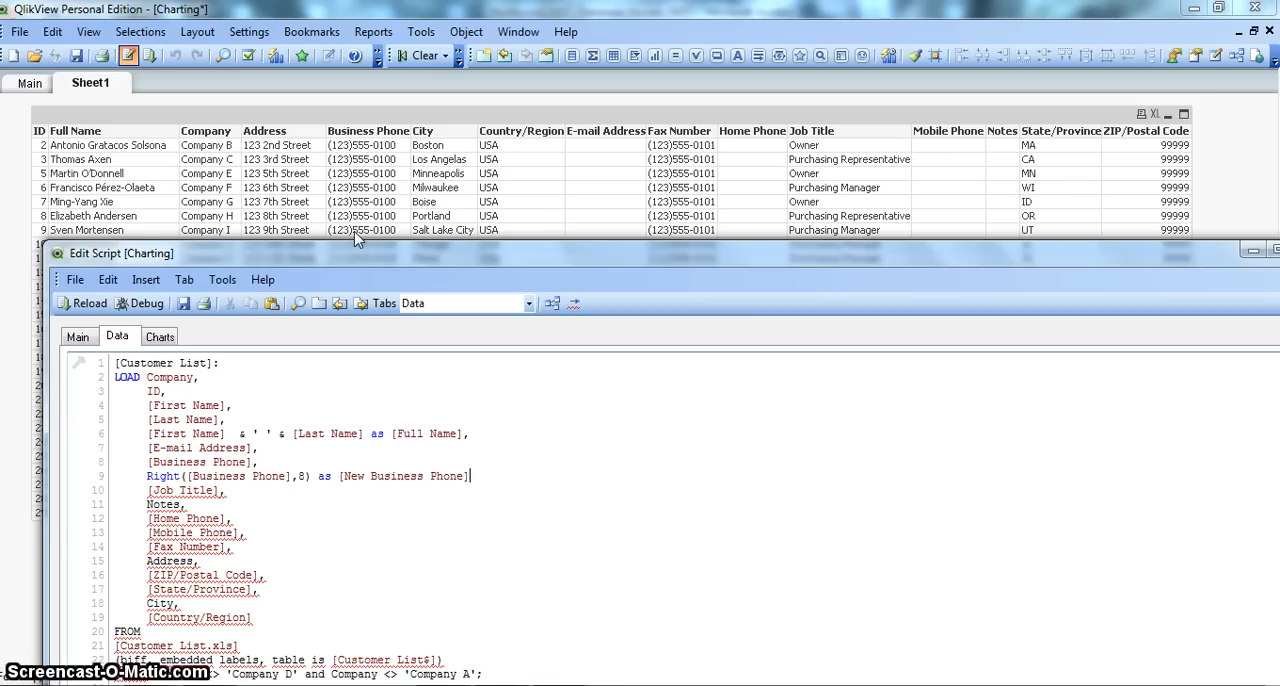 QlikView Personal Edition - [Charting*]
File Edit View Selections Layout Settings Bookmarks Reports Tools Object Window Help
Clear
Main Sheet1
XL
ID Full Name Company Address Business Phone City Country/Region E-mail Address Fax Number Home Phone Job Title Mobile Phone Notes State/Province ZIP/Postal Code
2 Antonio Gratacos Solsona Company B 123 2nd Street (123)555-0100 Boston USA (123)555-0101 Owner MA 99999
3 Thomas Axen Company C 123 3rd Street (123)555-0100 Los Angelas USA (123)555-0101 Purchasing Representative CA 99999
5 Martin O'Donnell Company E 123 5th Street (123)555-0100 Minneapolis USA (123)555-0101 Owner MN 99999
6 Francisco Pérez-Olaeta Company F 123 6th Street (123)555-0100 Milwaukee USA (123)555-0101 Purchasing Manager WI 99999
7 Ming-Yang Xie Company G 123 7th Street (123)555-0100 Boise USA (123)555-0101 Owner ID 99999
8 Elizabeth Andersen Company H 123 8th Street (123)555-0100 Portland USA (123)555-0101 Purchasing Representative OR 99999
9 Sven Mortensen Company I 123 9th Street (123)555-0100 Salt Lake City USA (123)555-0101 Purchasing Manager UT 99999
Edit Script [Charting]
File Edit Insert Tab Tools Help
Reload Debug Tabs Data
Main Data Charts
1 [Customer List]:
2 LOAD Company,
3 ID,
4 [First Name],
5 [Last Name],
6 [First Name] & ' ' & [Last Name] as [Full Name],
7 [E-mail Address],
8 [Business Phone],
9 Right([Business Phone],8) as [New Business Phone]
10 [Job Title],
11 Notes,
12 [Home Phone],
13 [Mobile Phone],
14 [Fax Number],
15 Address,
16 [ZIP/Postal Code],
17 [State/Province],
18 City,
19 [Country/Region]
20 FROM
21 [Customer List.xls]
(biff, embedded labels, table is [Customer List$])
<> 'Company D' and Company <> 'Company A';
Screencast-O-Matic.com